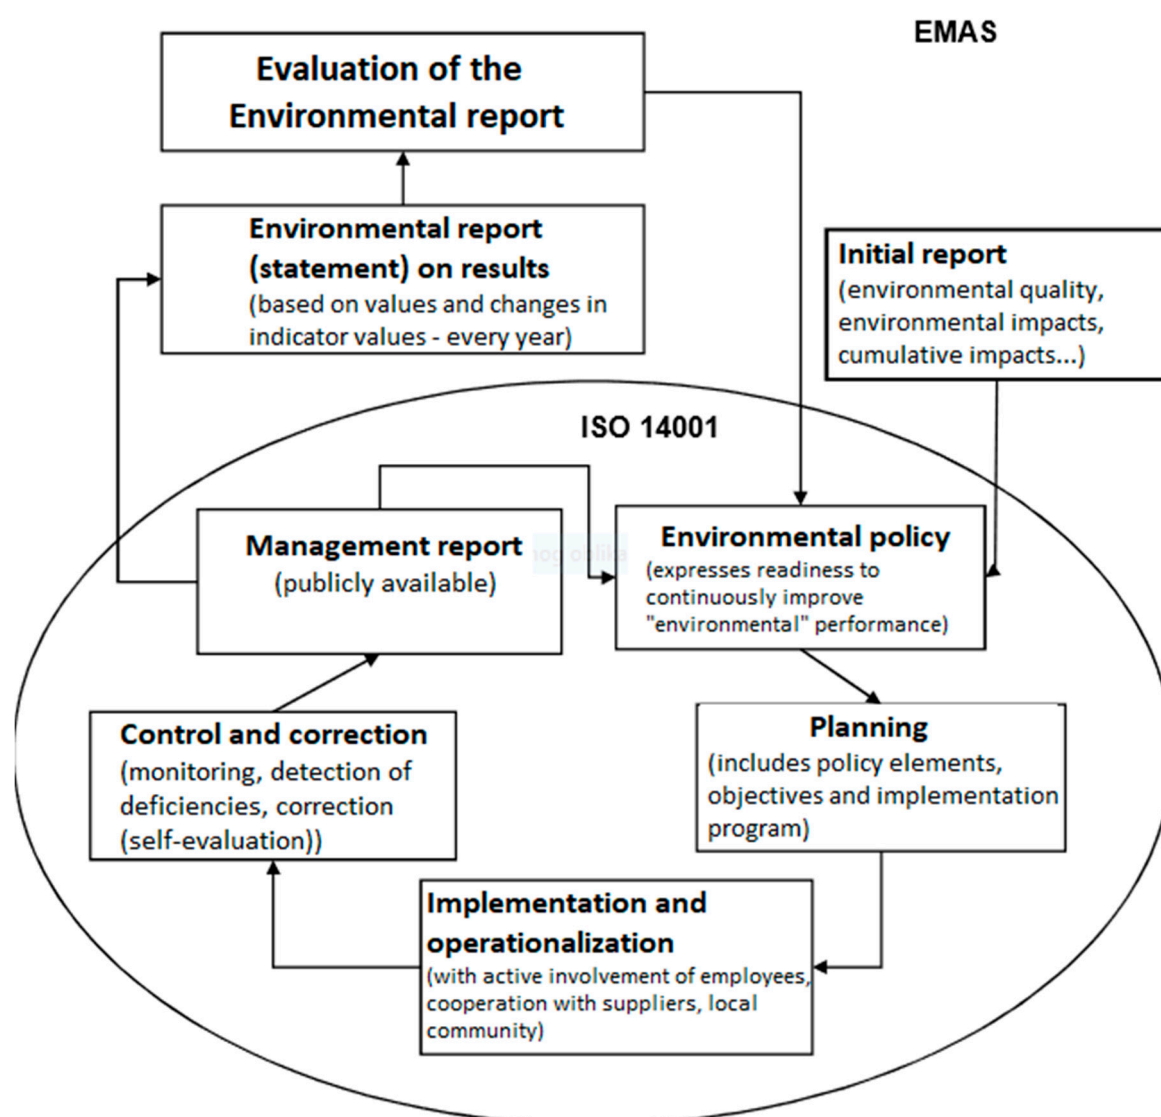 EMAS
Evaluation of the
Environmental report
Environmental report
(statement) on results
(based on values and changes in
indicator values - every year)
Initial report
(environmental quality,
environmental impacts,
cumulative impacts...)
ISO 14001
Management report
(publicly available)
Environmental policy
(expresses readiness to
continuously improve
"environmental" performance)
Control and correction
(monitoring, detection of
deficiencies, correction
(self-evaluation))
Planning
(includes policy elements,
objectives and implementation
program)
Implementation and
operationalization
(with active involvement of employees,
cooperation with suppliers, local
community)